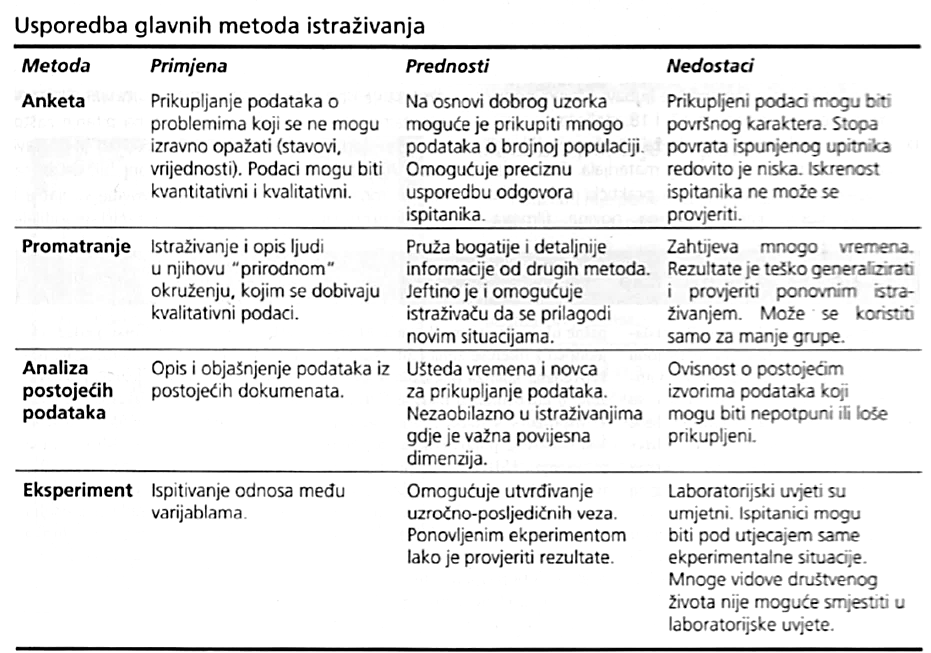 Usporedba glavnih metoda istraživanja
Metoda Primjena Prednosti Nedostaci
Anketa
Prikupljanje podataka o
problemima koji se ne mogu
izravno opažati (stavovi,
vrijednosti). Podaci mogu biti
kvantitativni i kvalitativni.
Na osnovi dobrog uzorka
moguće je prikupiti mnogo
podataka o brojnoj populaciji.
Omogućuje preciznu
usporedbu odgovora
ispitanika.
Prikupljeni podaci mogu biti
površnog karaktera. Stopa
povrata ispunjenog upitnika
redovito je niska. Iskrenost
ispitanika ne može se
provjeriti.
Promatranje
Istraživanje i opis ljudi
u njihovu "prirodnom"
okruženju, kojim se dobivaju
kvalitativni podaci.
Pruža bogatije i detaljnije
informacije od drugih metoda.
Jeftino je i omogućuje
istraživaču da se prilagodi
novim situacijama.
Zahtijeva mnogo vremena.
Rezultate je teško generalizirati
i provjeriti ponovnim istra-
živanjem. Može se koristiti
samo za manje grupe.
Analiza
postojećih
podataka
Opis i objašnjenje podataka iz
postojećih dokumenata.
Ušteda vremena i novca
za prikupljanje podataka.
Nezaobilazno u istraživanjima
gdje je važna povijesna
dimenzija.
Ovisnost o postojećim
izvorima podataka koji
mogu biti nepotpuni ili loše
prikupljeni.
Eksperiment
Ispitivanje odnosa među
varijablama.
Omogućuje utvrđivanje
uzročno-posljedičnih veza.
Ponovljenim ekperimentom
lako je provjeriti rezultate.
Laboratorijski uvjeti su
umjetni. Ispitanici mogu
biti pod utjecajem same
ekperimentalne situacije.
Mnoge vidove društvenog
života nije moguće smjestiti u
laboratorijske uvjete.